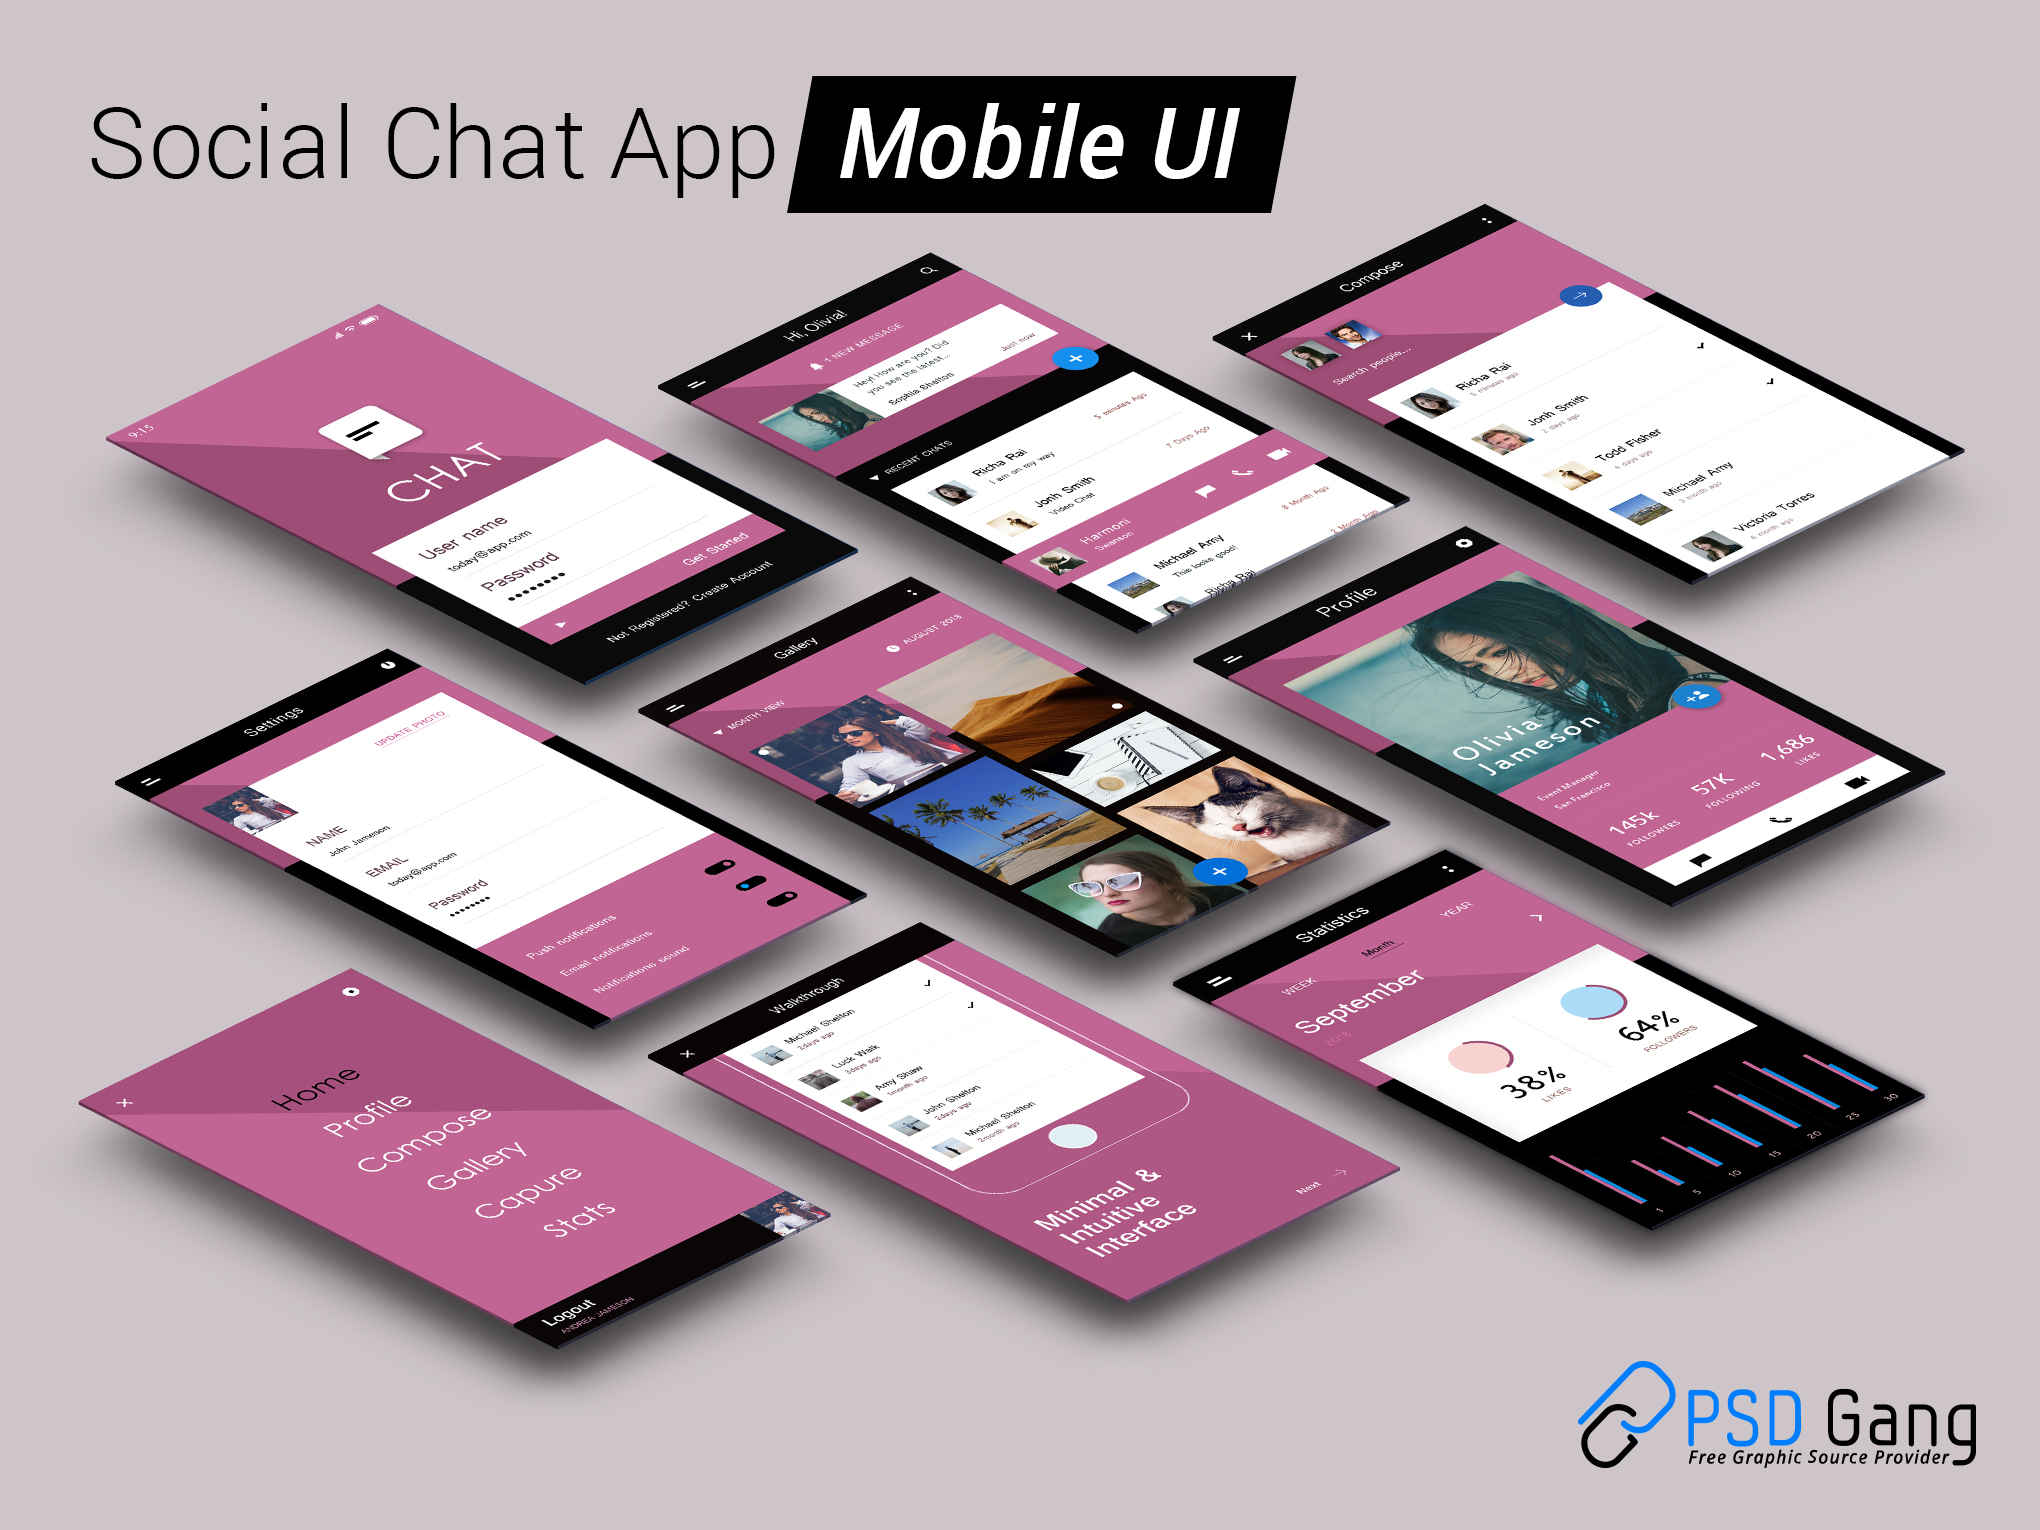 Social Chat App Mobile UI
9:15
CHAT
User name
today@app.com
Password
Get Started
Not Registered? Create Account
Hi, Olivia!
1 NEW MESSAGE
Hey! How are you? Did
you see the latest...
Sophila Shelton
Just now
RECENT CHATS
Richa Rai
I am on my way
5 minutes Ago
Jonh Smith
Video Chat
7 Days Ago
Harmoni
Swanson
Michael Amy
This looks good!
8 Month Ago
Richa Rai
2 Month Ago
Compose
Search people...
Richa Rai
5 minutes ago
Jonh Smith
2 days ago
Todd Fisher
4 days ago
Michael Amy
3 month ago
Victoria Torres
6 month ago
Settings
UPDATE PHOTO
NAME
John Jameson
EMAIL
today@app.com
Password
Push notifications
Email notifications
Notifications sound
Gallery
AUGUST 2018
MONTH VIEW
Profile
Olivia
Jameson
Event Manager
San Francisco
145k
FOLLOWERS
57K
FOLLOWING
1,686
LIKES
Home
Profile
Compose
Gallery
Capure
Stats
Logout
ANDREA JAMESON
Walkthrough
Michael Shelton
2days ago
Luck Walk
3days ago
Amy Shaw
1month ago
John Shelton
2days ago
Michael Shelton
2month ago
Minimal &
Intuitive
Interface
Next
Statistics
WEEK
Month
YEAR
September
2018
38%
LIKES
64%
FOLLOWERS
1 5 10 15 20 25 30
PSD Gang
Free Graphic Source Provider